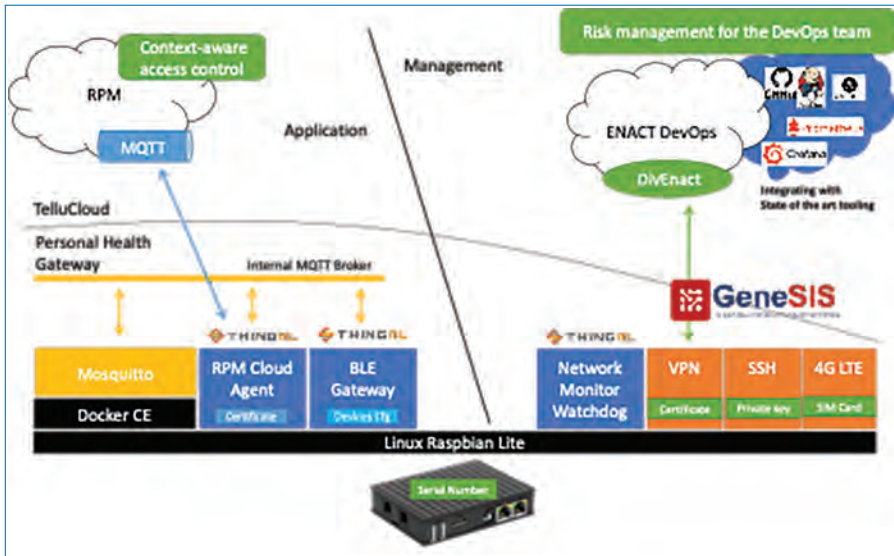 Context-aware
access control
RPM
MQTT
TelluCloud
Application
Management
Risk management for the DevOps team
GitHub
ENACT DevOps
Prometheus
Grafana
DivEnact
Integrating with
State of the art tooling
Personal Health
Gateway
Internal MQTT Broker
GeneSIS
THINGML
THINGML
THINGML
Mosquitto
Docker CE
RPM Cloud
Agent
Certificate
BLE
Gateway
Devices Cfg
Network
Monitor
Watchdog
VPN
Certificate
SSH
Private Key
4G LTE
SIM Card
Linux Raspbian Lite
Serial Number